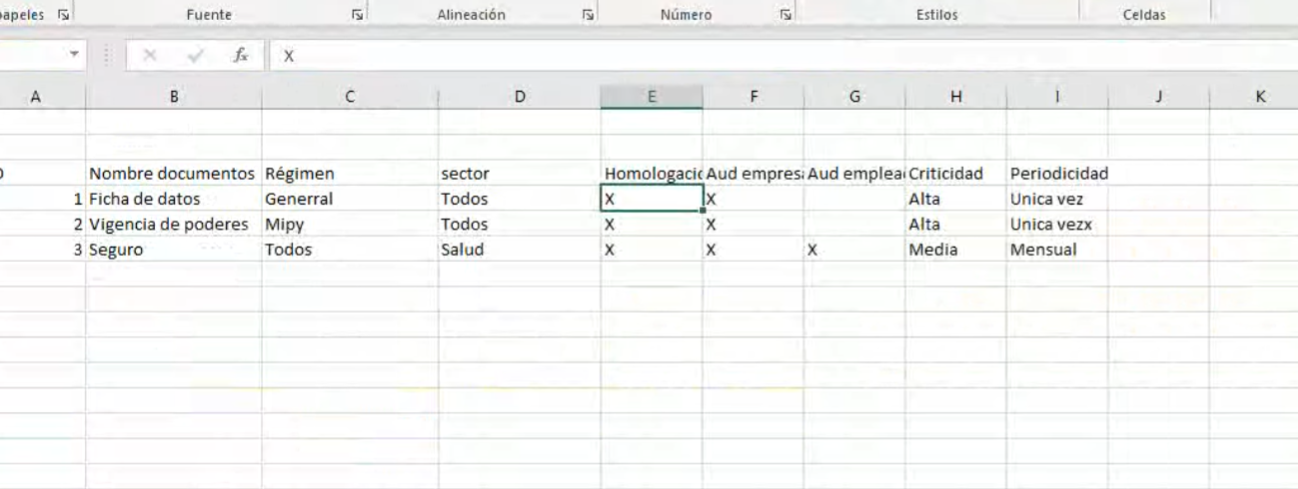 Fuente Alineación Número Estilos Celdas
fx X
A B C D E F G H I J K
Nombre documentos Régimen sector Homologacic Aud empres Aud emplea Criticidad Periodicidad
1 Ficha de datos Generral Todos X X Alta Unica vez
2 Vigencia de poderes Mipy Todos X X Alta Unica vezx
3 Seguro Todos Salud X X X Media Mensual